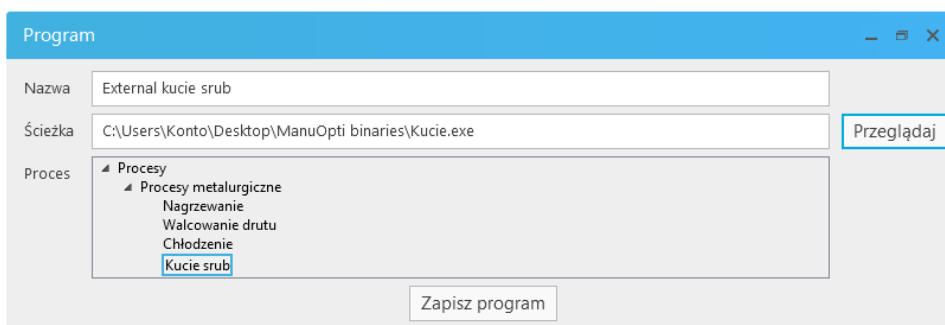 Program
Nazwa External kucie srub
Ścieżka C:\Users\Konto\Desktop\ManuOpti binaries\Kucie.exe Przeglądaj
Proces Procesy
Procesy metalurgiczne
Nagrzewanie
Walcowanie drutu
Chłodzenie
Kucie srub
Zapisz program